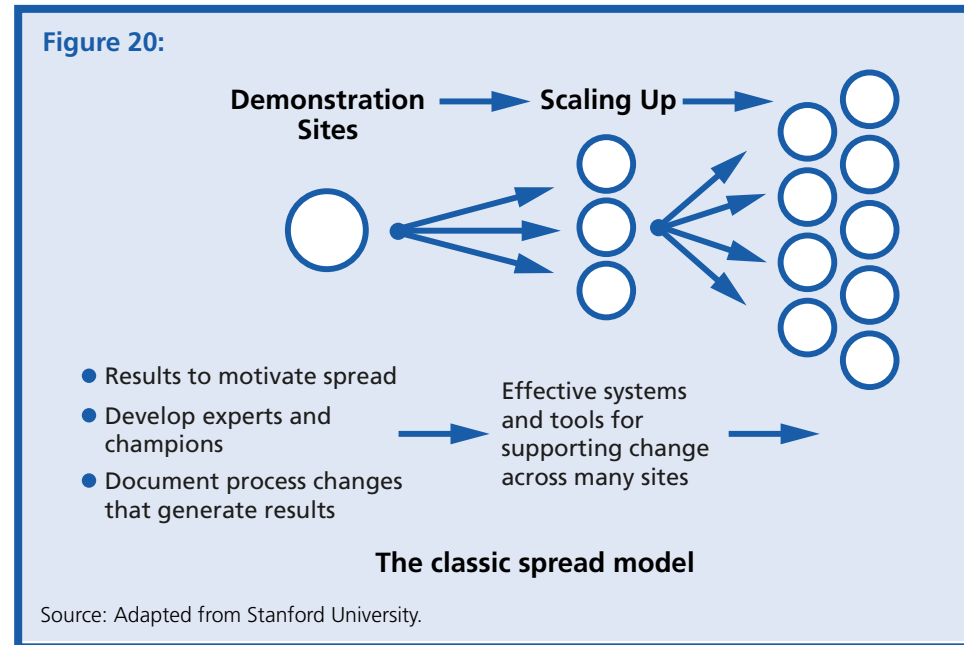 Figure 20:
Demonstration
Sites
Scaling Up
● Results to motivate spread
● Develop experts and
champions
● Document process changes
that generate results
Effective systems
and tools for
supporting change
across many sites
The classic spread model
Source: Adapted from Stanford University.